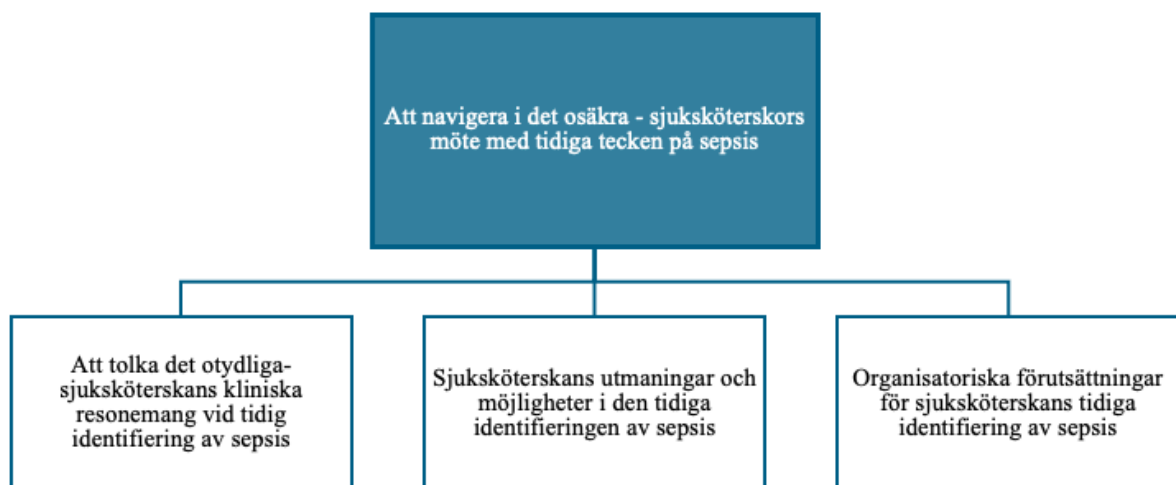 Att navigera i det osäkra - sjuksköterskors
möte med tidiga tecken på sepsis
Att tolka det otydliga-
sjuksköterskans kliniska
resonemang vid tidig
identifiering av sepsis
Sjuksköterskans utmaningar och
möjligheter i den tidiga
identifieringen av sepsis
Organisatoriska förutsättningar
för sjuksköterskans tidiga
identifiering av sepsis